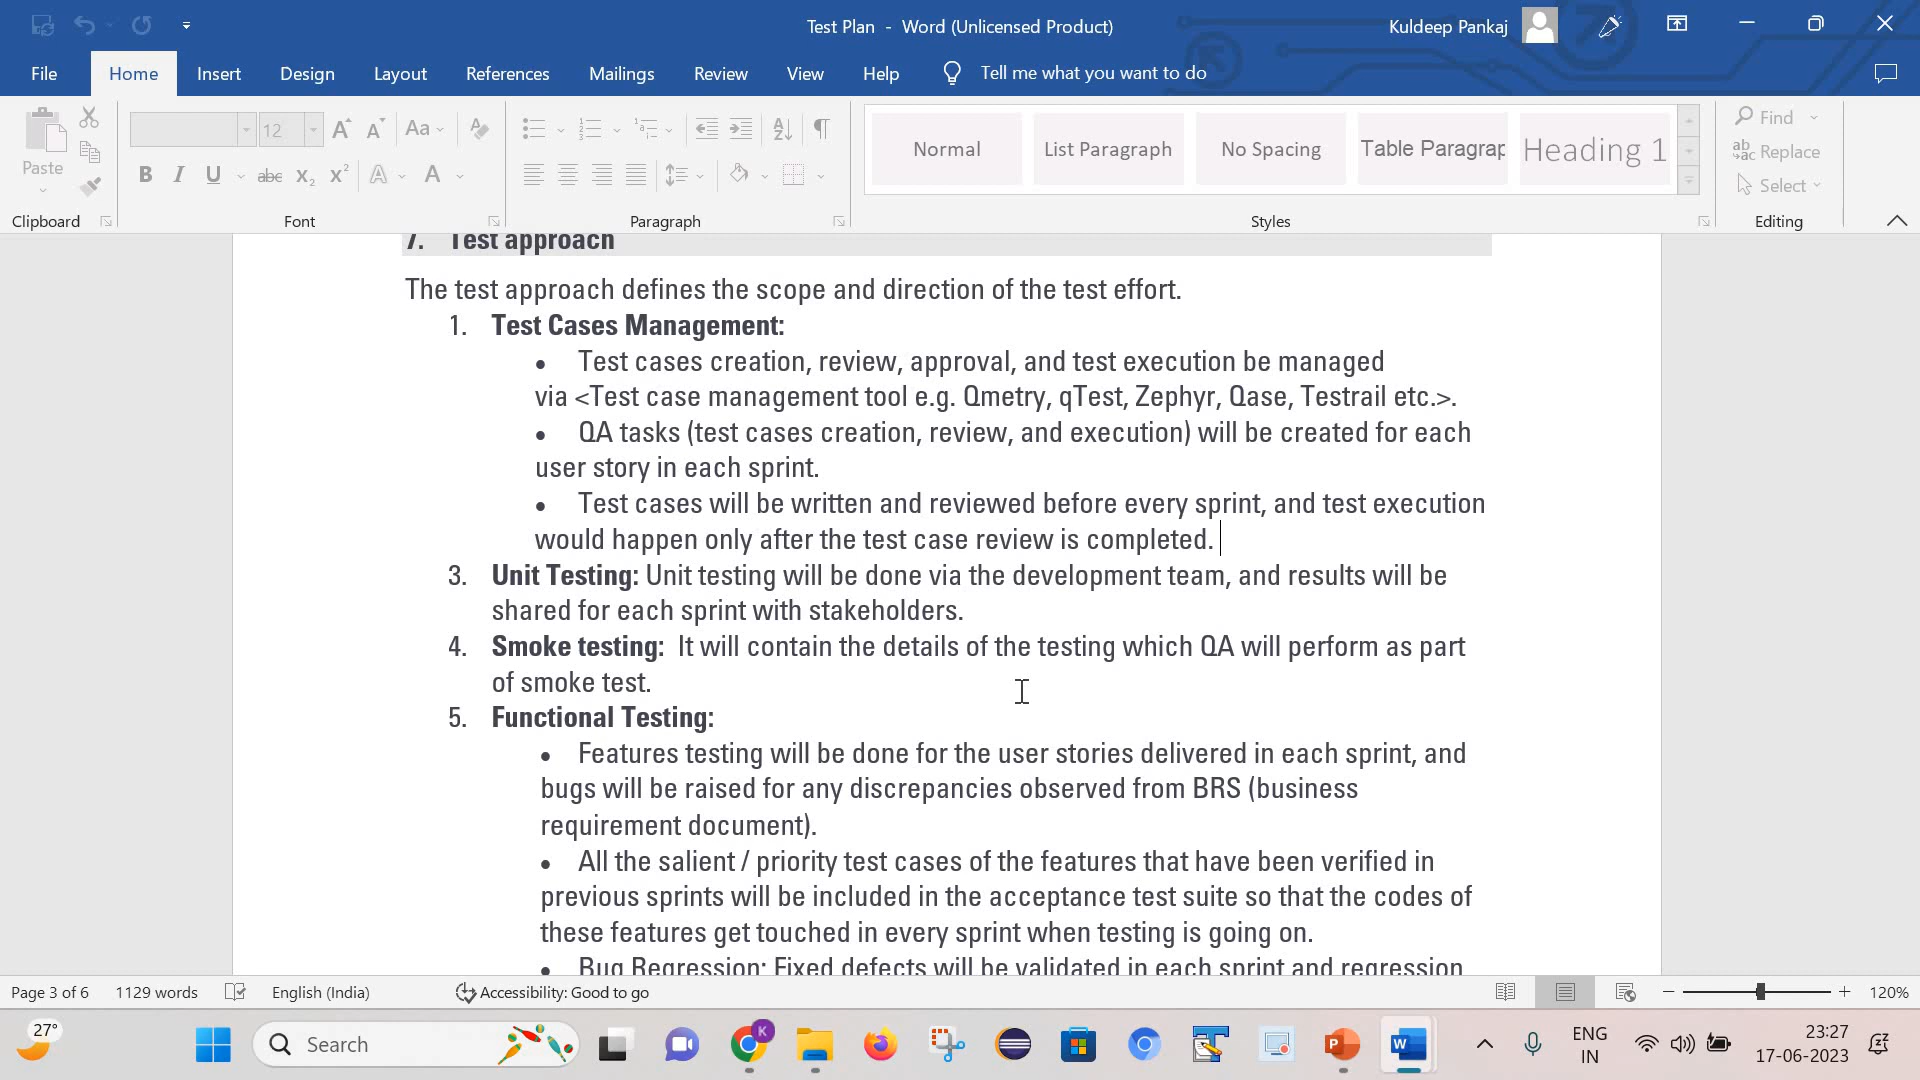 Test Plan - Word (Unlicensed Product)
Kuldeep Pankaj
K
File Home Insert Design Layout References Mailings Review View Help Tell me what you want to do
Paste
12
Aa
Normal
List Paragraph
No Spacing
Table Paragrap
Heading 1
Find
Replace
Select
Clipboard
Font
Paragraph
Styles
Editing
7. Test approach
The test approach defines the scope and direction of the test effort.
1. Test Cases Management:
• Test cases creation, review, approval, and test execution be managed
via <Test case management tool e.g. Qmetry, qTest, Zephyr, Qase, Testrail etc.>.
• QA tasks (test cases creation, review, and execution) will be created for each
user story in each sprint.
• Test cases will be written and reviewed before every sprint, and test execution
would happen only after the test case review is completed.
3. Unit Testing: Unit testing will be done via the development team, and results will be
shared for each sprint with stakeholders.
4. Smoke testing: It will contain the details of the testing which QA will perform as part
of smoke test.
5. Functional Testing:
• Features testing will be done for the user stories delivered in each sprint, and
bugs will be raised for any discrepancies observed from BRS (business
requirement document).
• All the salient / priority test cases of the features that have been verified in
previous sprints will be included in the acceptance test suite so that the codes of
these features get touched in every sprint when testing is going on.
• Bug Regression: Fixed defects will be validated in each sprint and regression
Page 3 of 6 1129 words English (India) Accessibility: Good to go 120%
27°
Search
ENG
IN
23:27
17-06-2023